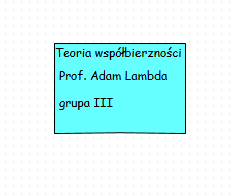 Teoria współbierzności
Prof. Adam Lambda
grupa III